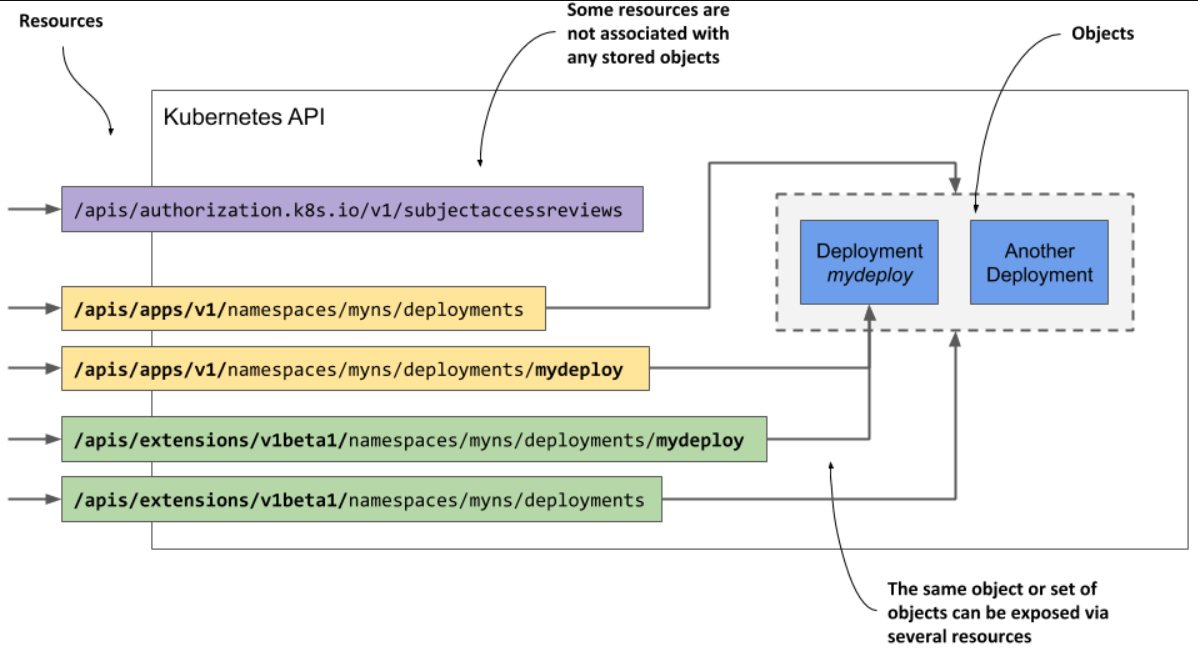 Resources
Some resources are
not associated with
any stored objects
Objects
Kubernetes API
/apis/authorization.k8s.io/v1/subjectaccessreviews
Deployment
mydeploy
Another
Deployment
/apis/apps/v1/namespaces/myns/deployments
/apis/apps/v1/namespaces/myns/deployments/mydeploy
/apis/extensions/v1beta1/namespaces/myns/deployments/mydeploy
/apis/extensions/v1beta1/namespaces/myns/deployments
The same object or set of
objects can be exposed via
several resources